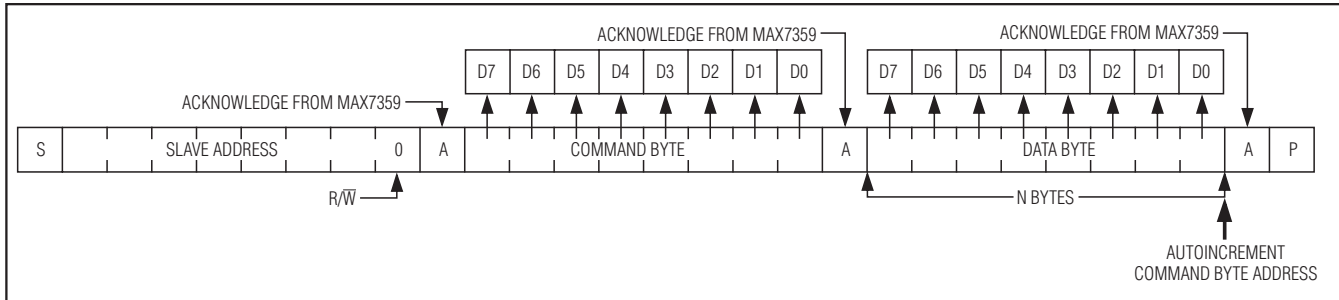 ACKNOWLEDGE FROM MAX7359
ACKNOWLEDGE FROM MAX7359
D7 D6 D5 D4 D3 D2 D1 D0
D7 D6 D5 D4 D3 D2 D1 D0
ACKNOWLEDGE FROM MAX7359
S SLAVE ADDRESS 0 A COMMAND BYTE A DATA BYTE A P
R/W̅
N BYTES
AUTOINCREMENT
COMMAND BYTE ADDRESS